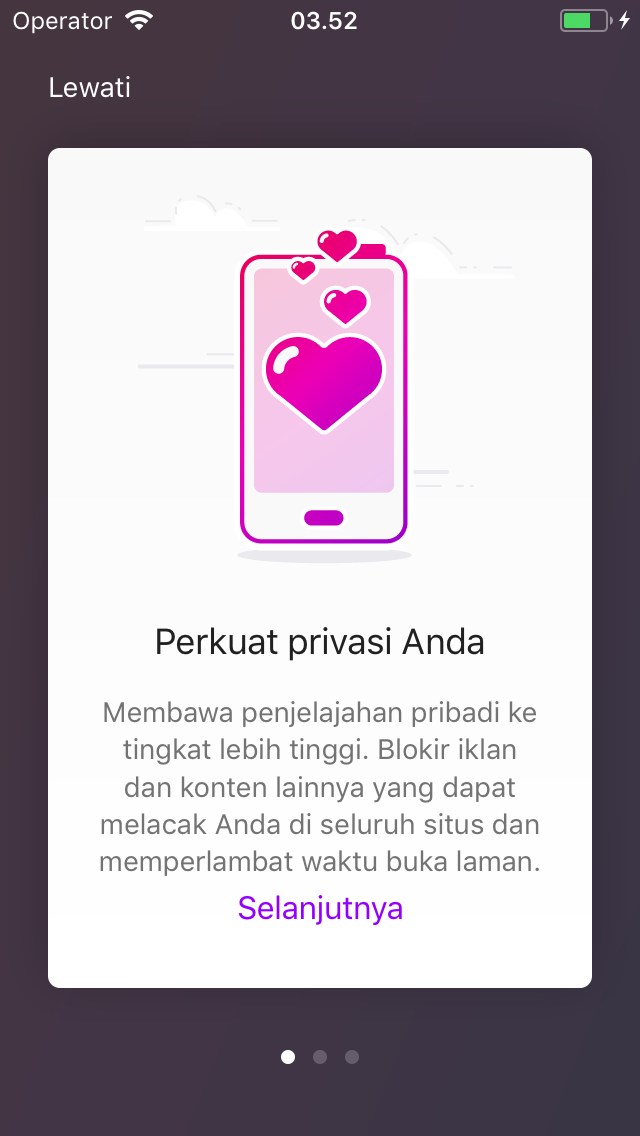 Operator 03.52
Lewati
Perkuat privasi Anda
Membawa penjelajahan pribadi ke
tingkat lebih tinggi. Blokir iklan
dan konten lainnya yang dapat
melacak Anda di seluruh situs dan
memperlambat waktu buka laman.
Selanjutnya